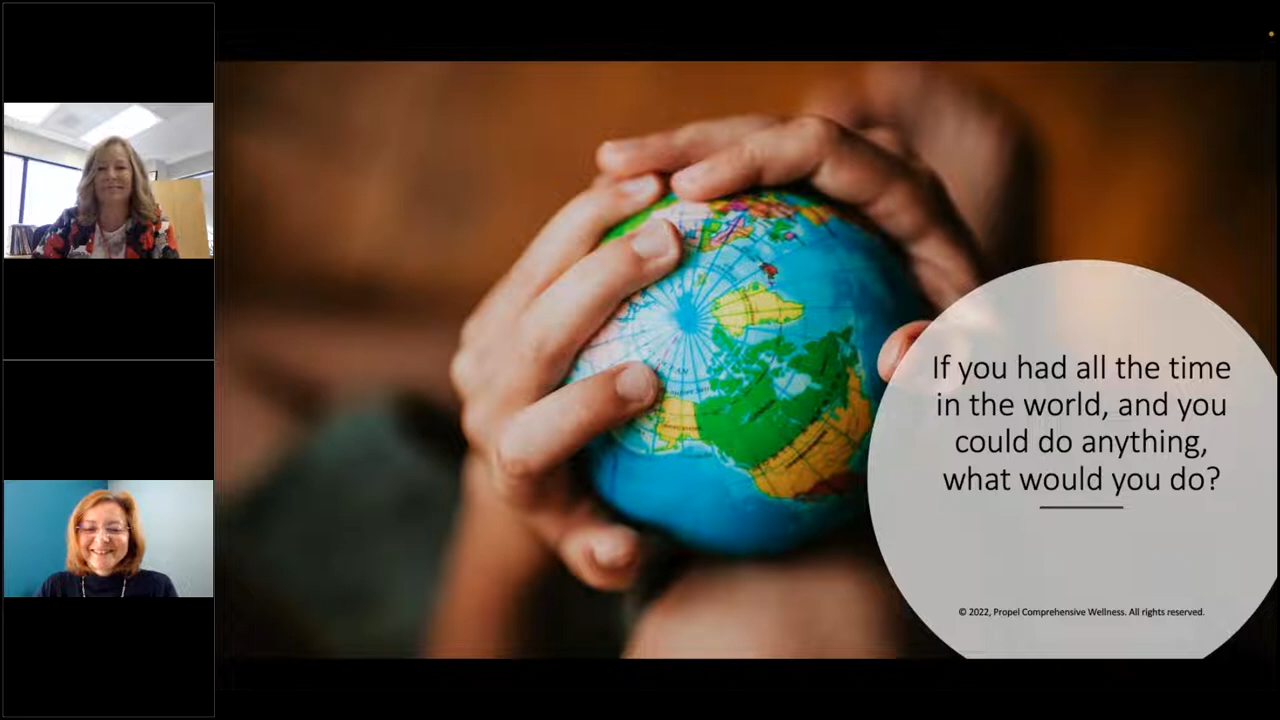 If you had all the time
in the world, and you
could do anything,
what would you do?
© 2022, Propel Comprehensive Wellness. All rights reserved.